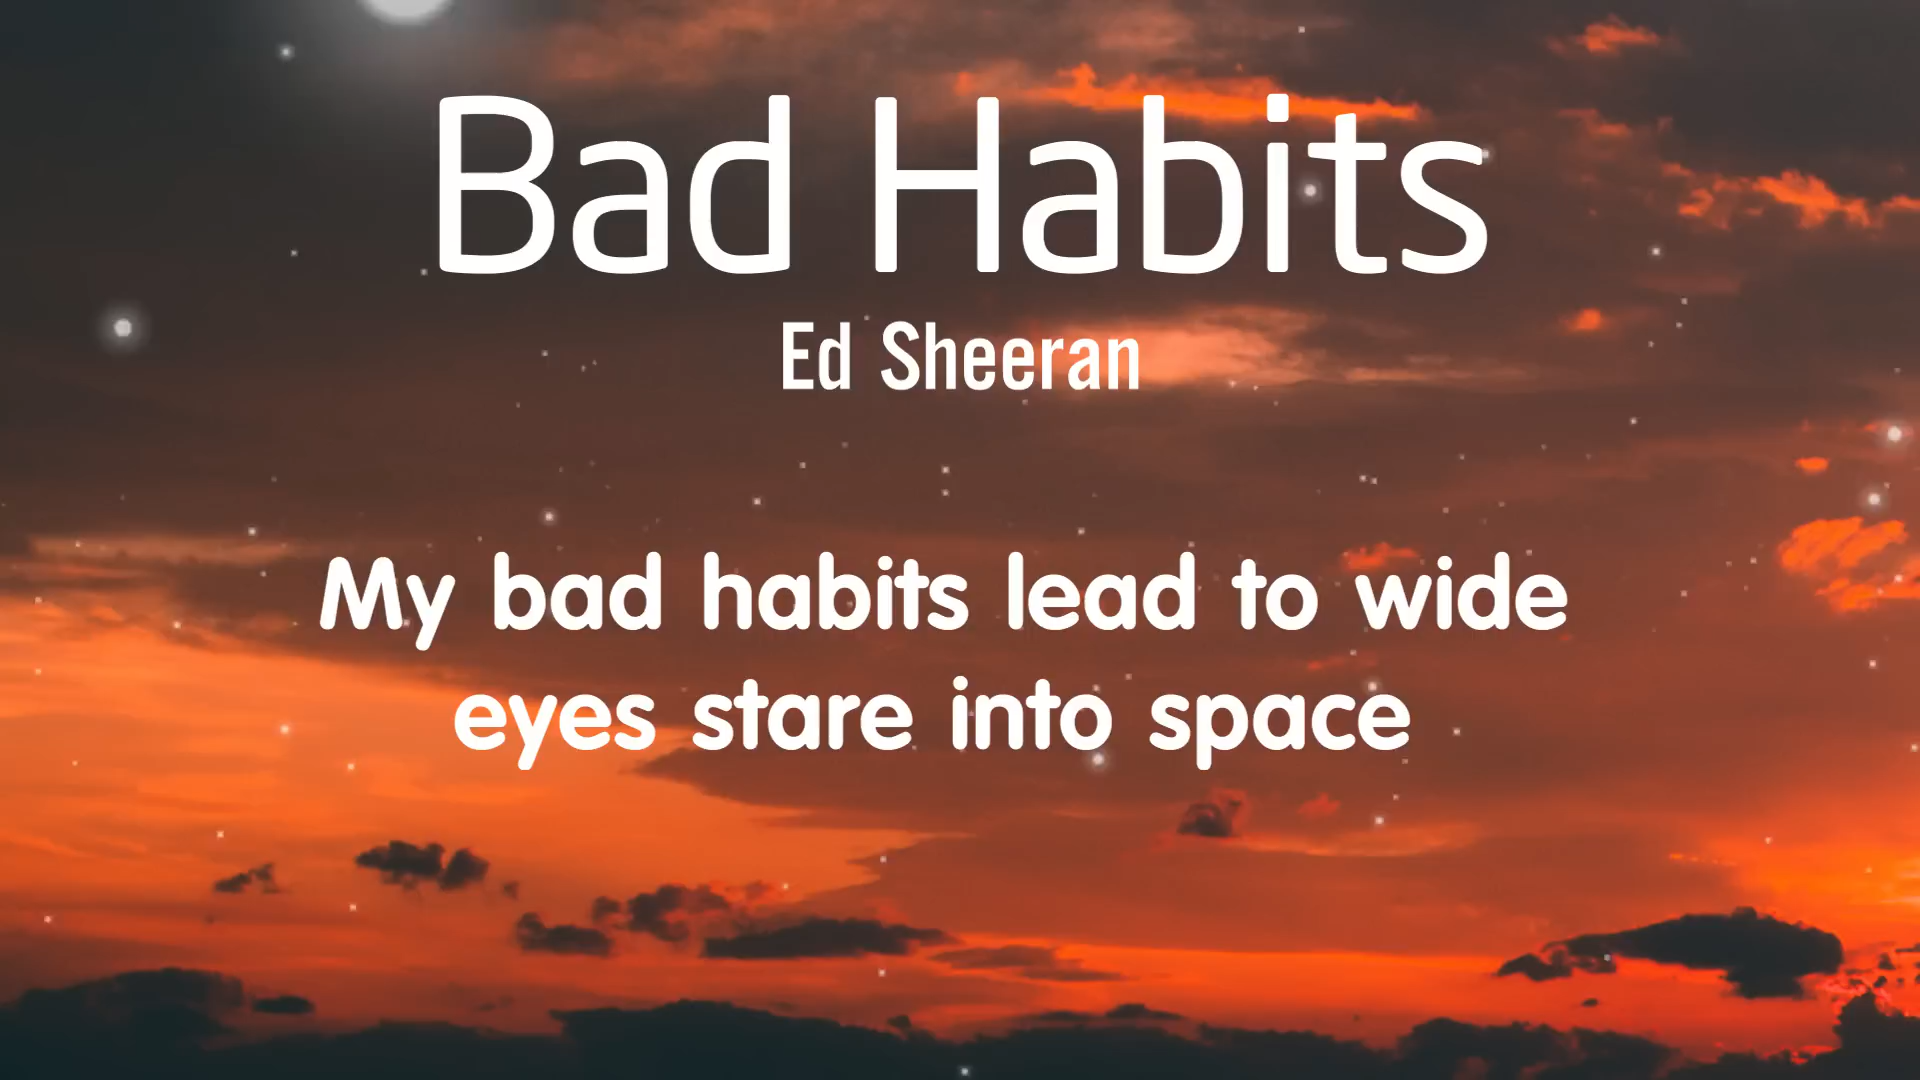 Bad Habits
Ed Sheeran
My bad habits lead to wide
eyes stare into space